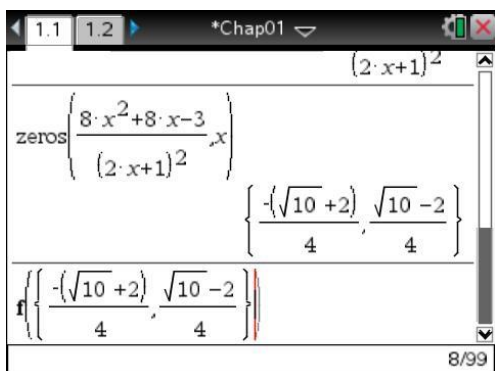 1.1 1.2 *Chap01
(2·x+1)²
zeros((8·x²+8·x-3)/(2·x+1)²,x)
{-(√10+2)/4, (√10-2)/4}
f({-(√10+2)/4, (√10-2)/4})
8/99